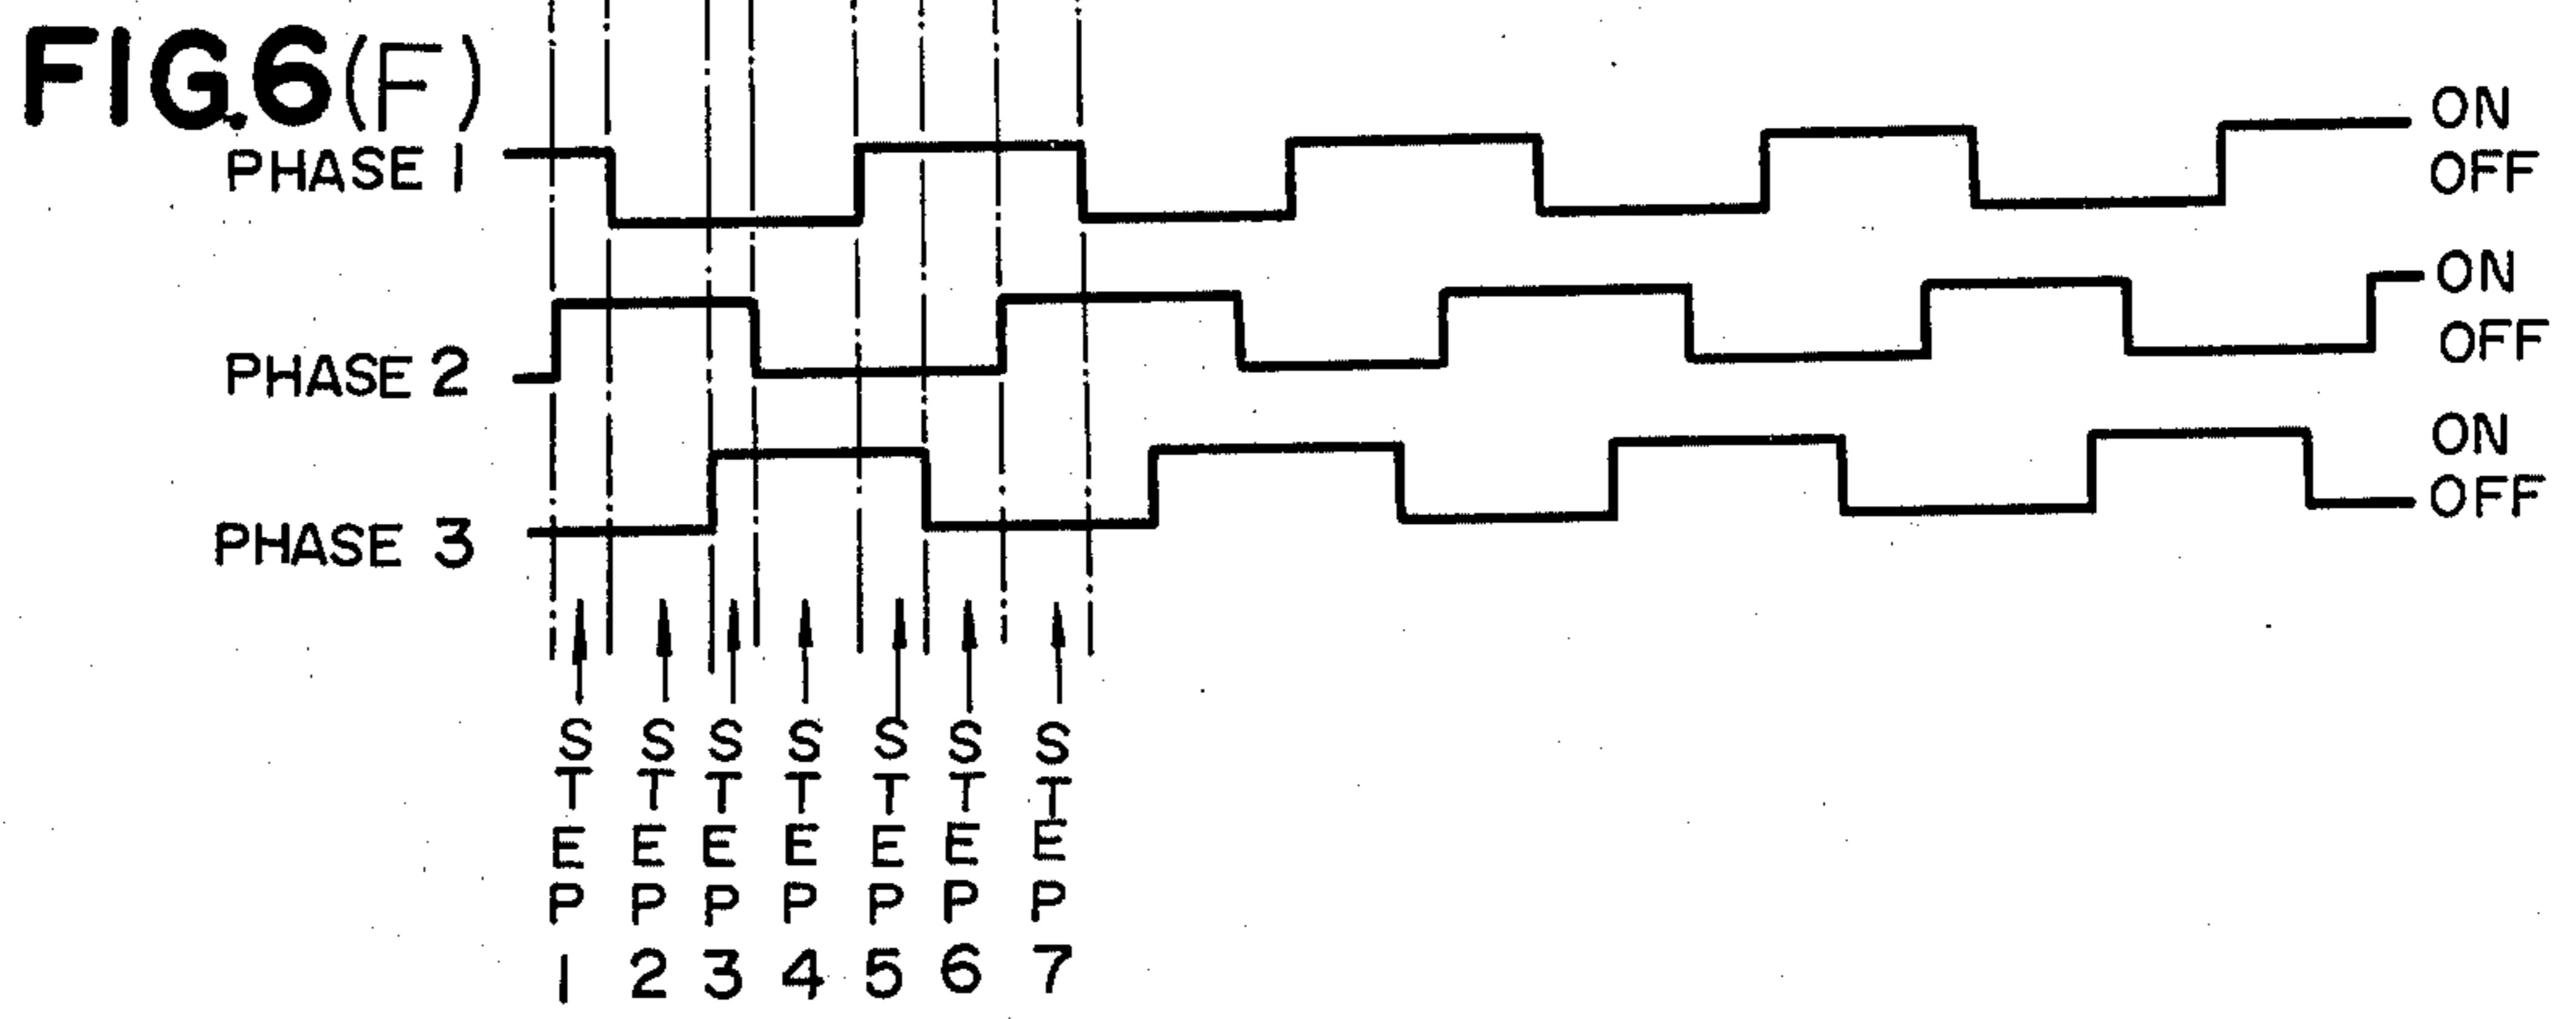 FIG.6(F)
PHASE 1 ON
OFF
PHASE 2 ON
OFF
PHASE 3 ON
OFF
STEP 1
STEP 2
STEP 3
STEP 4
STEP 5
STEP 6
STEP 7